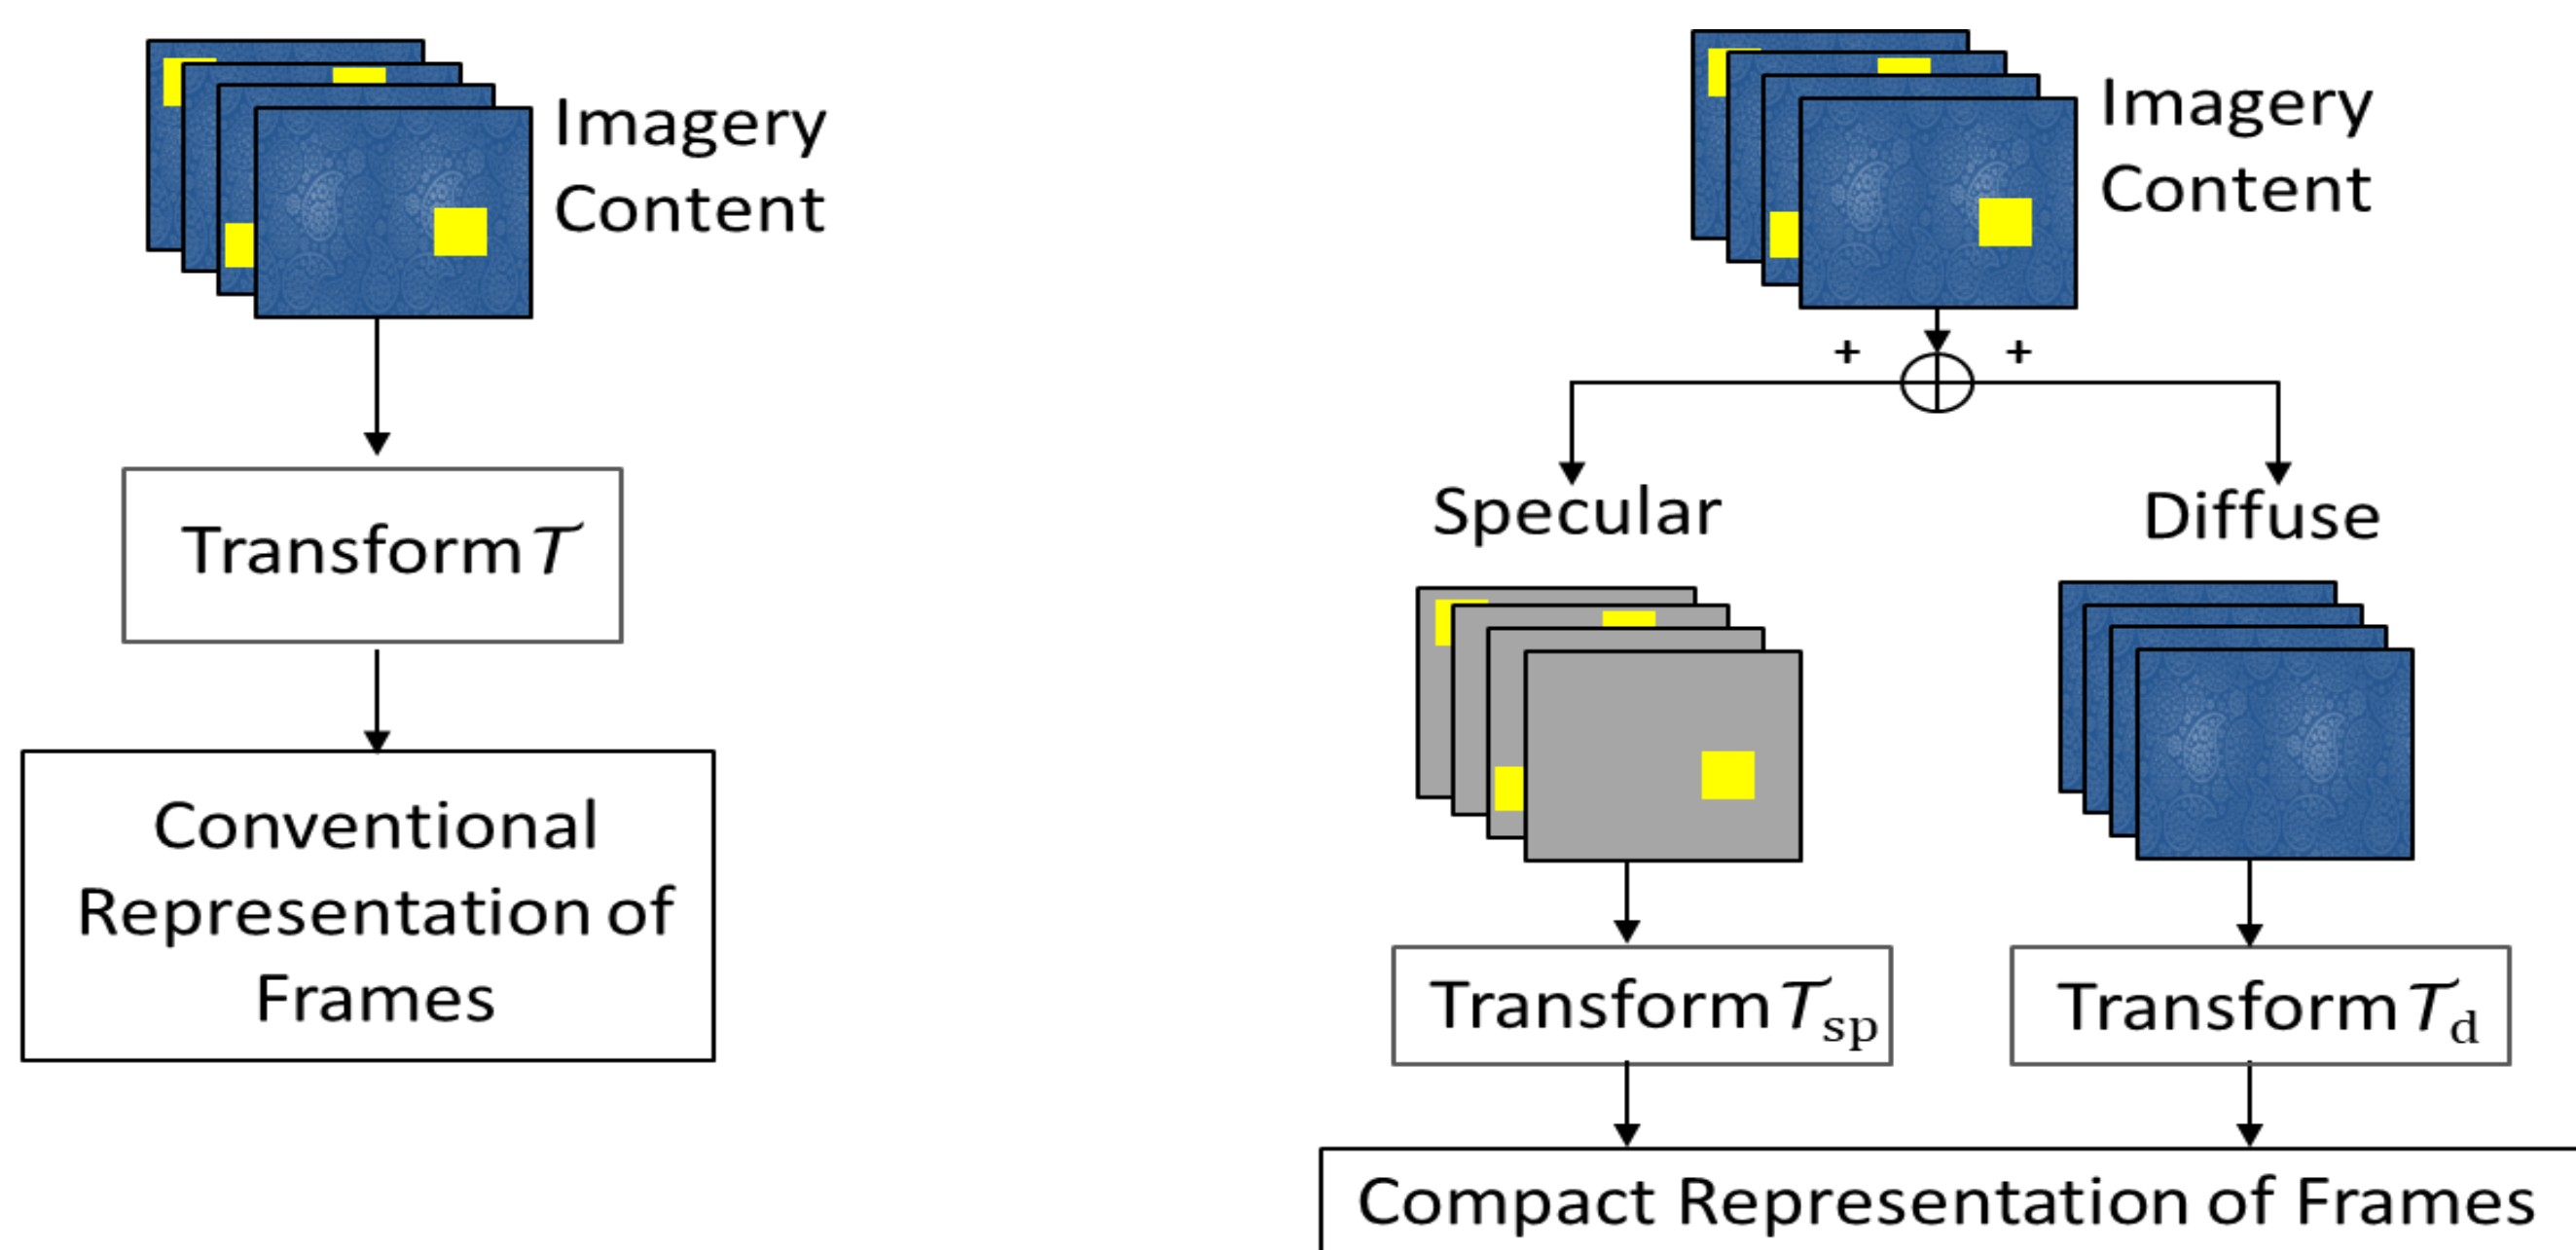 Imagery
Content
Transform 𝒯
Conventional
Representation of
Frames
Imagery
Content
+ +
Specular
Diffuse
Transform 𝒯sp
Transform 𝒯d
Compact Representation of Frames